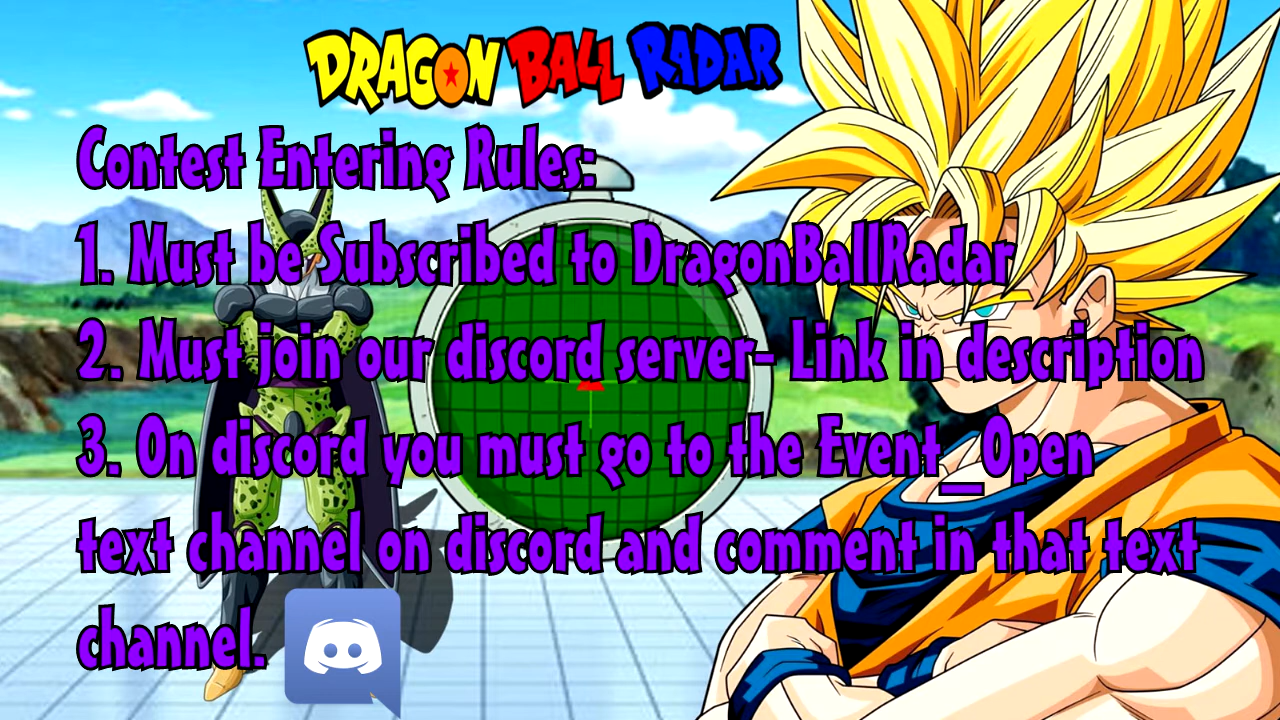 DRAGON BALL RADAR
Contest Entering Rules:
1. Must be Subscribed to DragonBallRadar
2. Must join our discord server- Link in description
3. On discord you must go to the Event_Open
text channel on discord and comment in that text
channel.